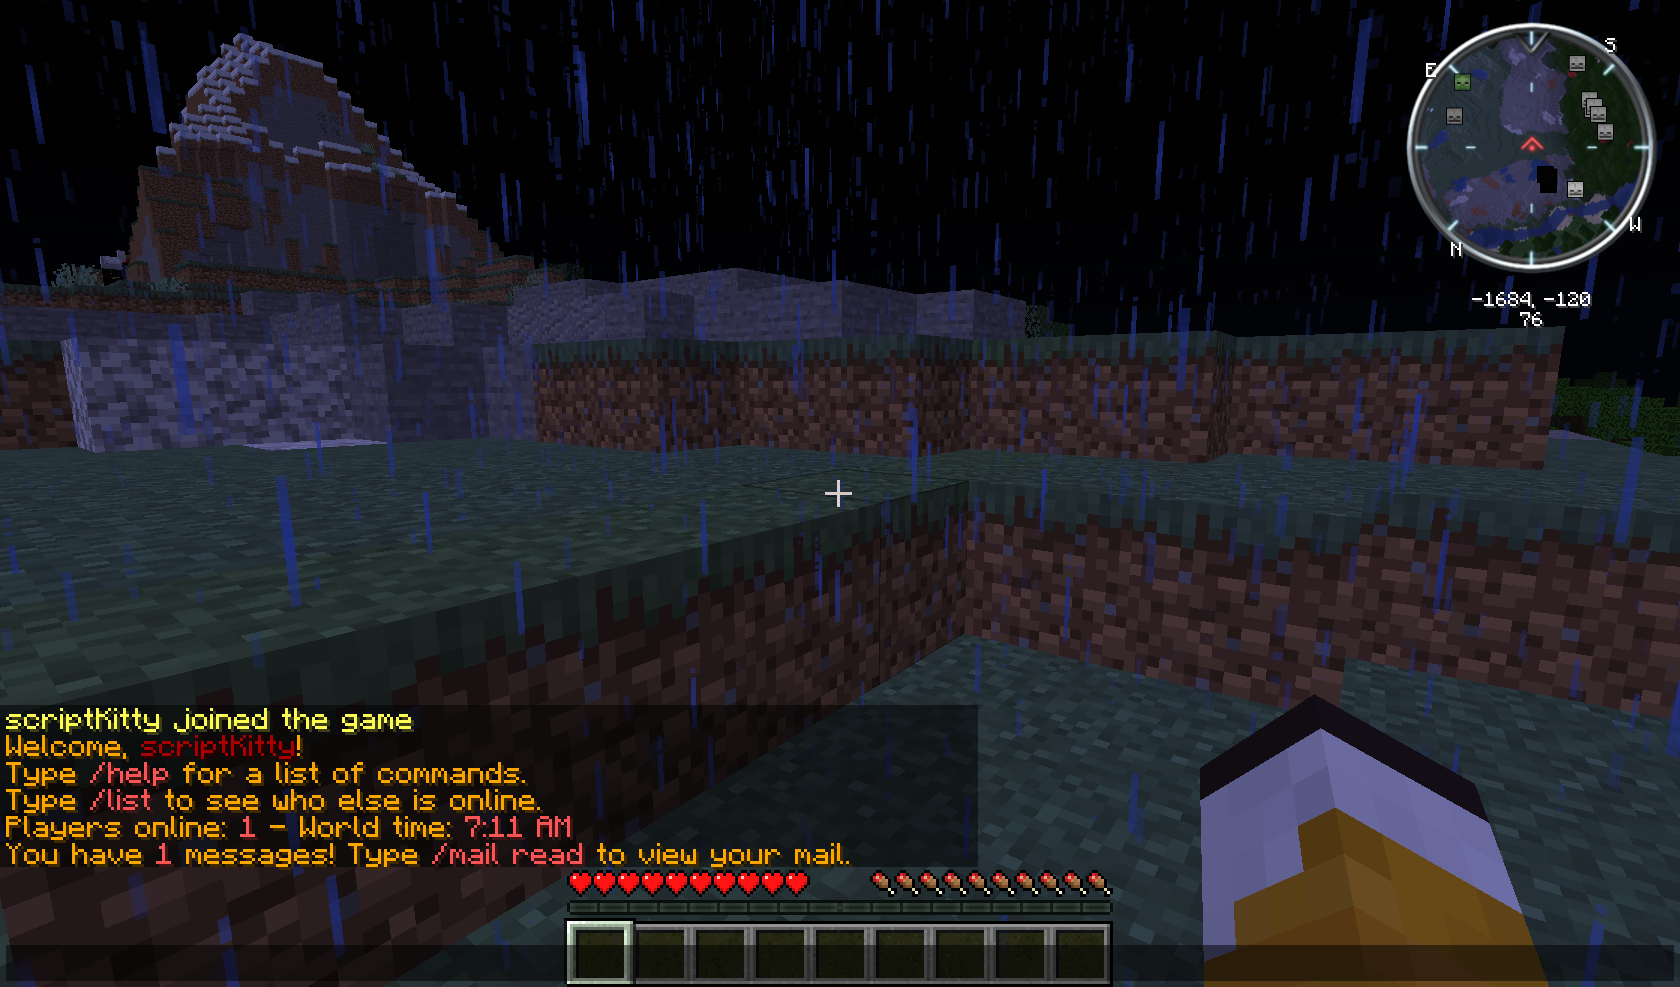 S
E
W
N
-1684, -120
76
scriptKitty joined the game
Welcome, scriptKitty!
Type /help for a list of commands.
Type /list to see who else is online.
Players online: 1 - World time: 7:11 AM
You have 1 messages! Type /mail read to view your mail.